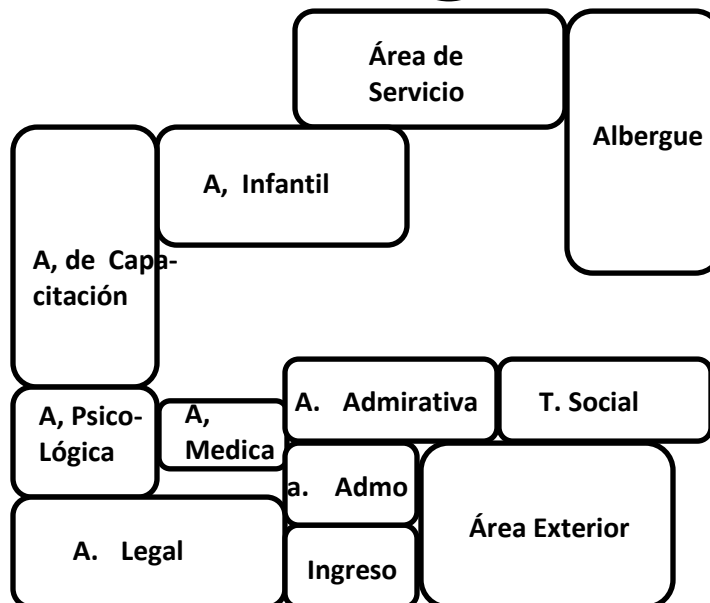 Área de
Servicio
Albergue
A, Infantil
A, de Capa-
citación
A. Admirativa
T. Social
A, Psico-
Lógica
A,
Medica
a. Admo
Área Exterior
A. Legal
Ingreso